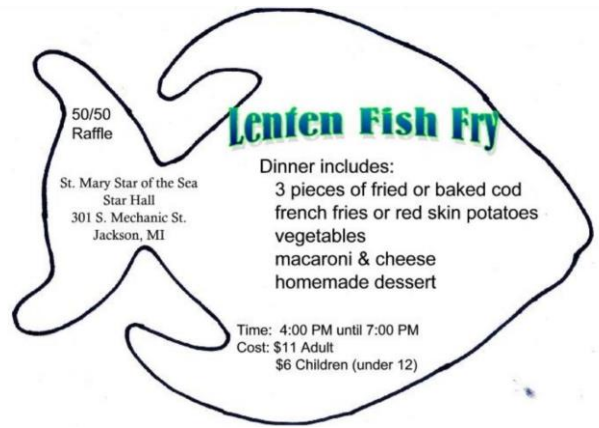 50/50
Raffle
St. Mary Star of the Sea
Star Hall
301 S. Mechanic St.
Jackson, MI
Lenten Fish Fry
Dinner includes:
3 pieces of fried or baked cod
french fries or red skin potatoes
vegetables
macaroni & cheese
homemade dessert
Time: 4:00 PM until 7:00 PM
Cost: $11 Adult
$6 Children (under 12)